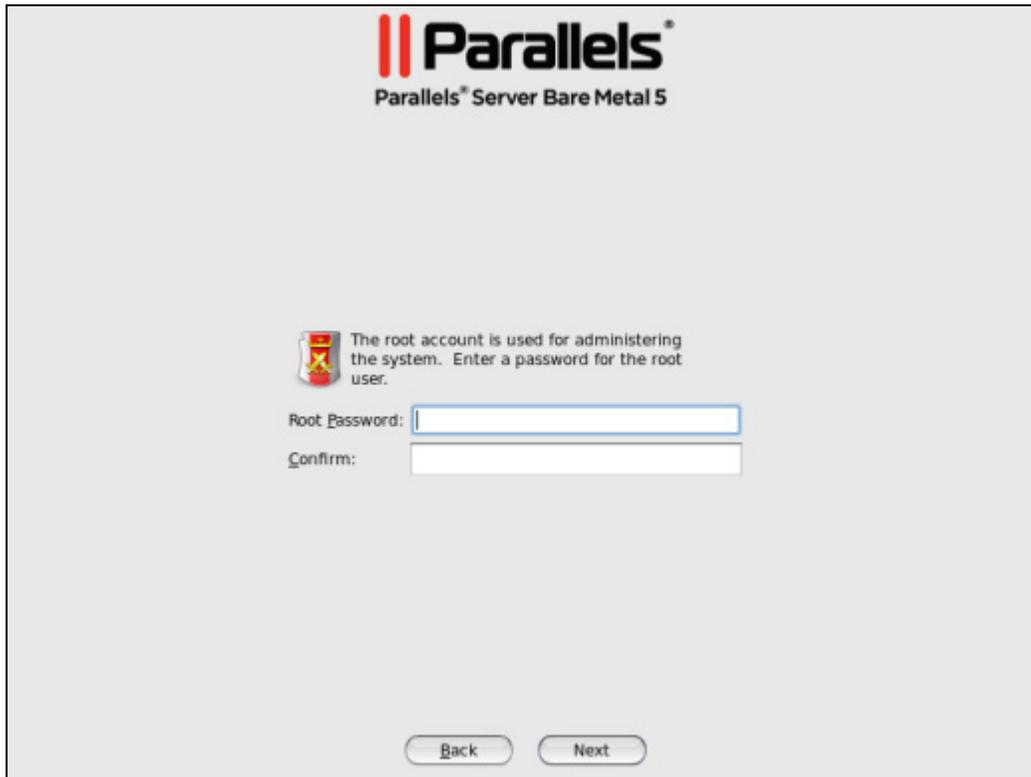 Parallels®
Parallels® Server Bare Metal 5
The root account is used for administering
the system.  Enter a password for the root
user.
Root Password:
Confirm:
Back
Next